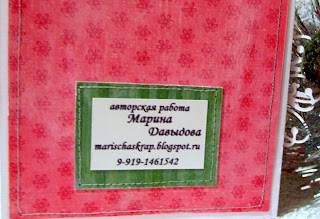 авторская работа
Марина
Давыдова
marischaskrap.blogspot.ru
9-919-1461542